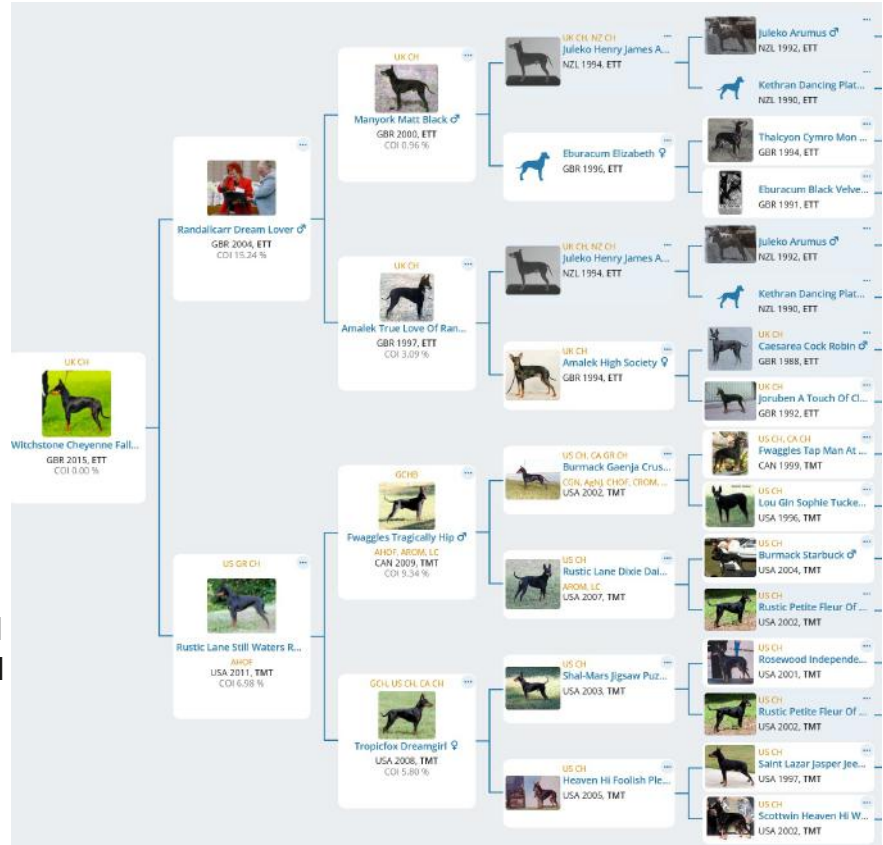 UK CH
Witchstone Cheyenne Fall...
GBR 2015, ETT
COI 0.00 %
Randallcarr Dream Lover ♂
GBR 2004, ETT
COI 15.24 %
US GR CH
Rustic Lane Still Waters R...
AHOF
USA 2011, TMT
COI 6.98 %
UK CH
Manyork Matt Black ♂
GBR 2000, ETT
COI 0.96 %
UK CH
Amalek True Love Of Ran...
GBR 1997, ETT
COI 3.09 %
GCHB
Fwaggles Tragically Hip ♂
AHOF, AROM, LC
CAN 2009, TMT
COI 9.34 %
GCH, US CH, CA CH
Tropicfox Dreamgirl ♀
USA 2008, TMT
COI 5.80 %
UK CH, NZ CH
Juleko Henry James A...
NZL 1994, ETT
Eburacum Elizabeth ♀
GBR 1996, ETT
UK CH, NZ CH
Juleko Henry James A...
NZL 1994, ETT
UK CH
Amalek High Society ♀
GBR 1994, ETT
US CH, CA GR CH
Burmack Gaenja Crus...
CGN, AgNJ, CHOF, CROM, ...
USA 2002, TMT
US CH
Rustic Lane Dixie Dai...
AROM, LC
USA 2007, TMT
US CH
Shal-Mars Jigsaw Puz...
USA 2003, TMT
US CH
Heaven Hi Foolish Ple...
USA 2005, TMT
Juleko Arumus ♂
NZL 1992, ETT
Kethran Dancing Plat...
NZL 1990, ETT
Thalcyon Cymro Mon ...
GBR 1994, ETT
Eburacum Black Velve...
GBR 1991, ETT
Juleko Arumus ♂
NZL 1992, ETT
Kethran Dancing Plat...
NZL 1990, ETT
UK CH
Caesarea Cock Robin ♂
GBR 1988, ETT
UK CH
Joruben A Touch Of Cl...
CAN 1992, ETT
US CH, CA CH
Fwaggles Tap Man At ...
CAN 1999, TMT
US CH
Lou Gin Sophie Tucke...
USA 1996, TMT
US CH
Burmack Starbuck ♂
USA 2004, TMT
US CH
Rustic Petite Fleur Of ...
USA 2002, TMT
US CH
Rosewood Independe...
USA 2001, TMT
US CH
Rustic Petite Fleur Of ...
USA 2002, TMT
US CH
Saint Lazar Jasper Jee...
USA 1997, TMT
US CH
Scottwin Heaven Hi W...
USA 2002, TMT